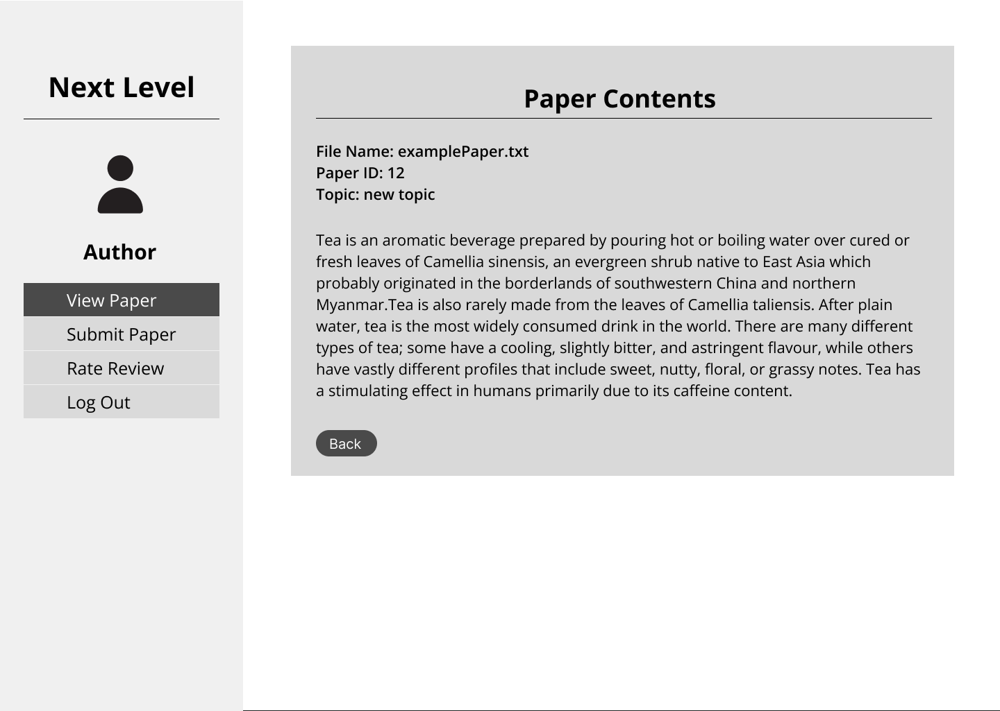 Next Level
Author
View Paper
Submit Paper
Rate Review
Log Out
Paper Contents
File Name: examplePaper.txt
Paper ID: 12
Topic: new topic
Tea is an aromatic beverage prepared by pouring hot or boiling water over cured or
fresh leaves of Camellia sinensis, an evergreen shrub native to East Asia which
probably originated in the borderlands of southwestern China and northern
Myanmar.Tea is also rarely made from the leaves of Camellia taliensis. After plain
water, tea is the most widely consumed drink in the world. There are many different
types of tea; some have a cooling, slightly bitter, and astringent flavour, while others
have vastly different profiles that include sweet, nutty, floral, or grassy notes. Tea has
a stimulating effect in humans primarily due to its caffeine content.
Back